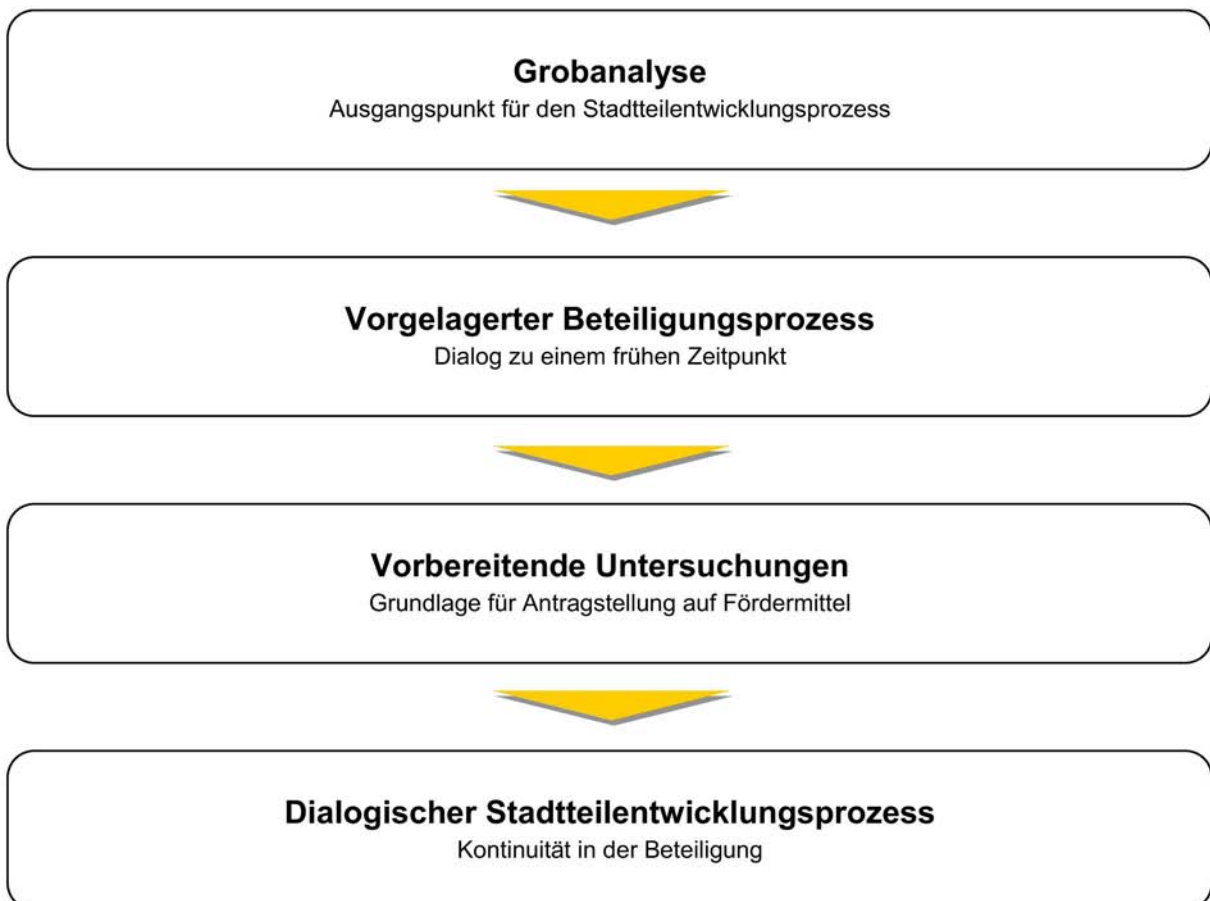 Grobanalyse
Ausgangspunkt für den Stadtteilentwicklungsprozess
Vorgelagerter Beteiligungsprozess
Dialog zu einem frühen Zeitpunkt
Vorbereitende Untersuchungen
Grundlage für Antragstellung auf Fördermittel
Dialogischer Stadtteilentwicklungsprozess
Kontinuität in der Beteiligung